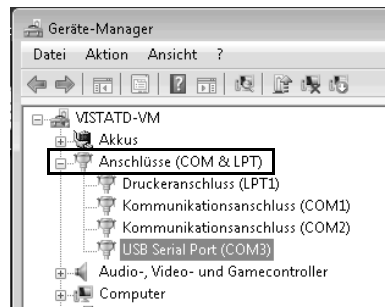 Geräte-Manager
Datei Aktion Ansicht ?
VISTATD-VM
Akkus
Anschlüsse (COM & LPT)
Druckeranschluss (LPT1)
Kommunikationsanschluss (COM1)
Kommunikationsanschluss (COM2)
USB Serial Port (COM3)
Audio-, Video- und Gamecontroller
Computer